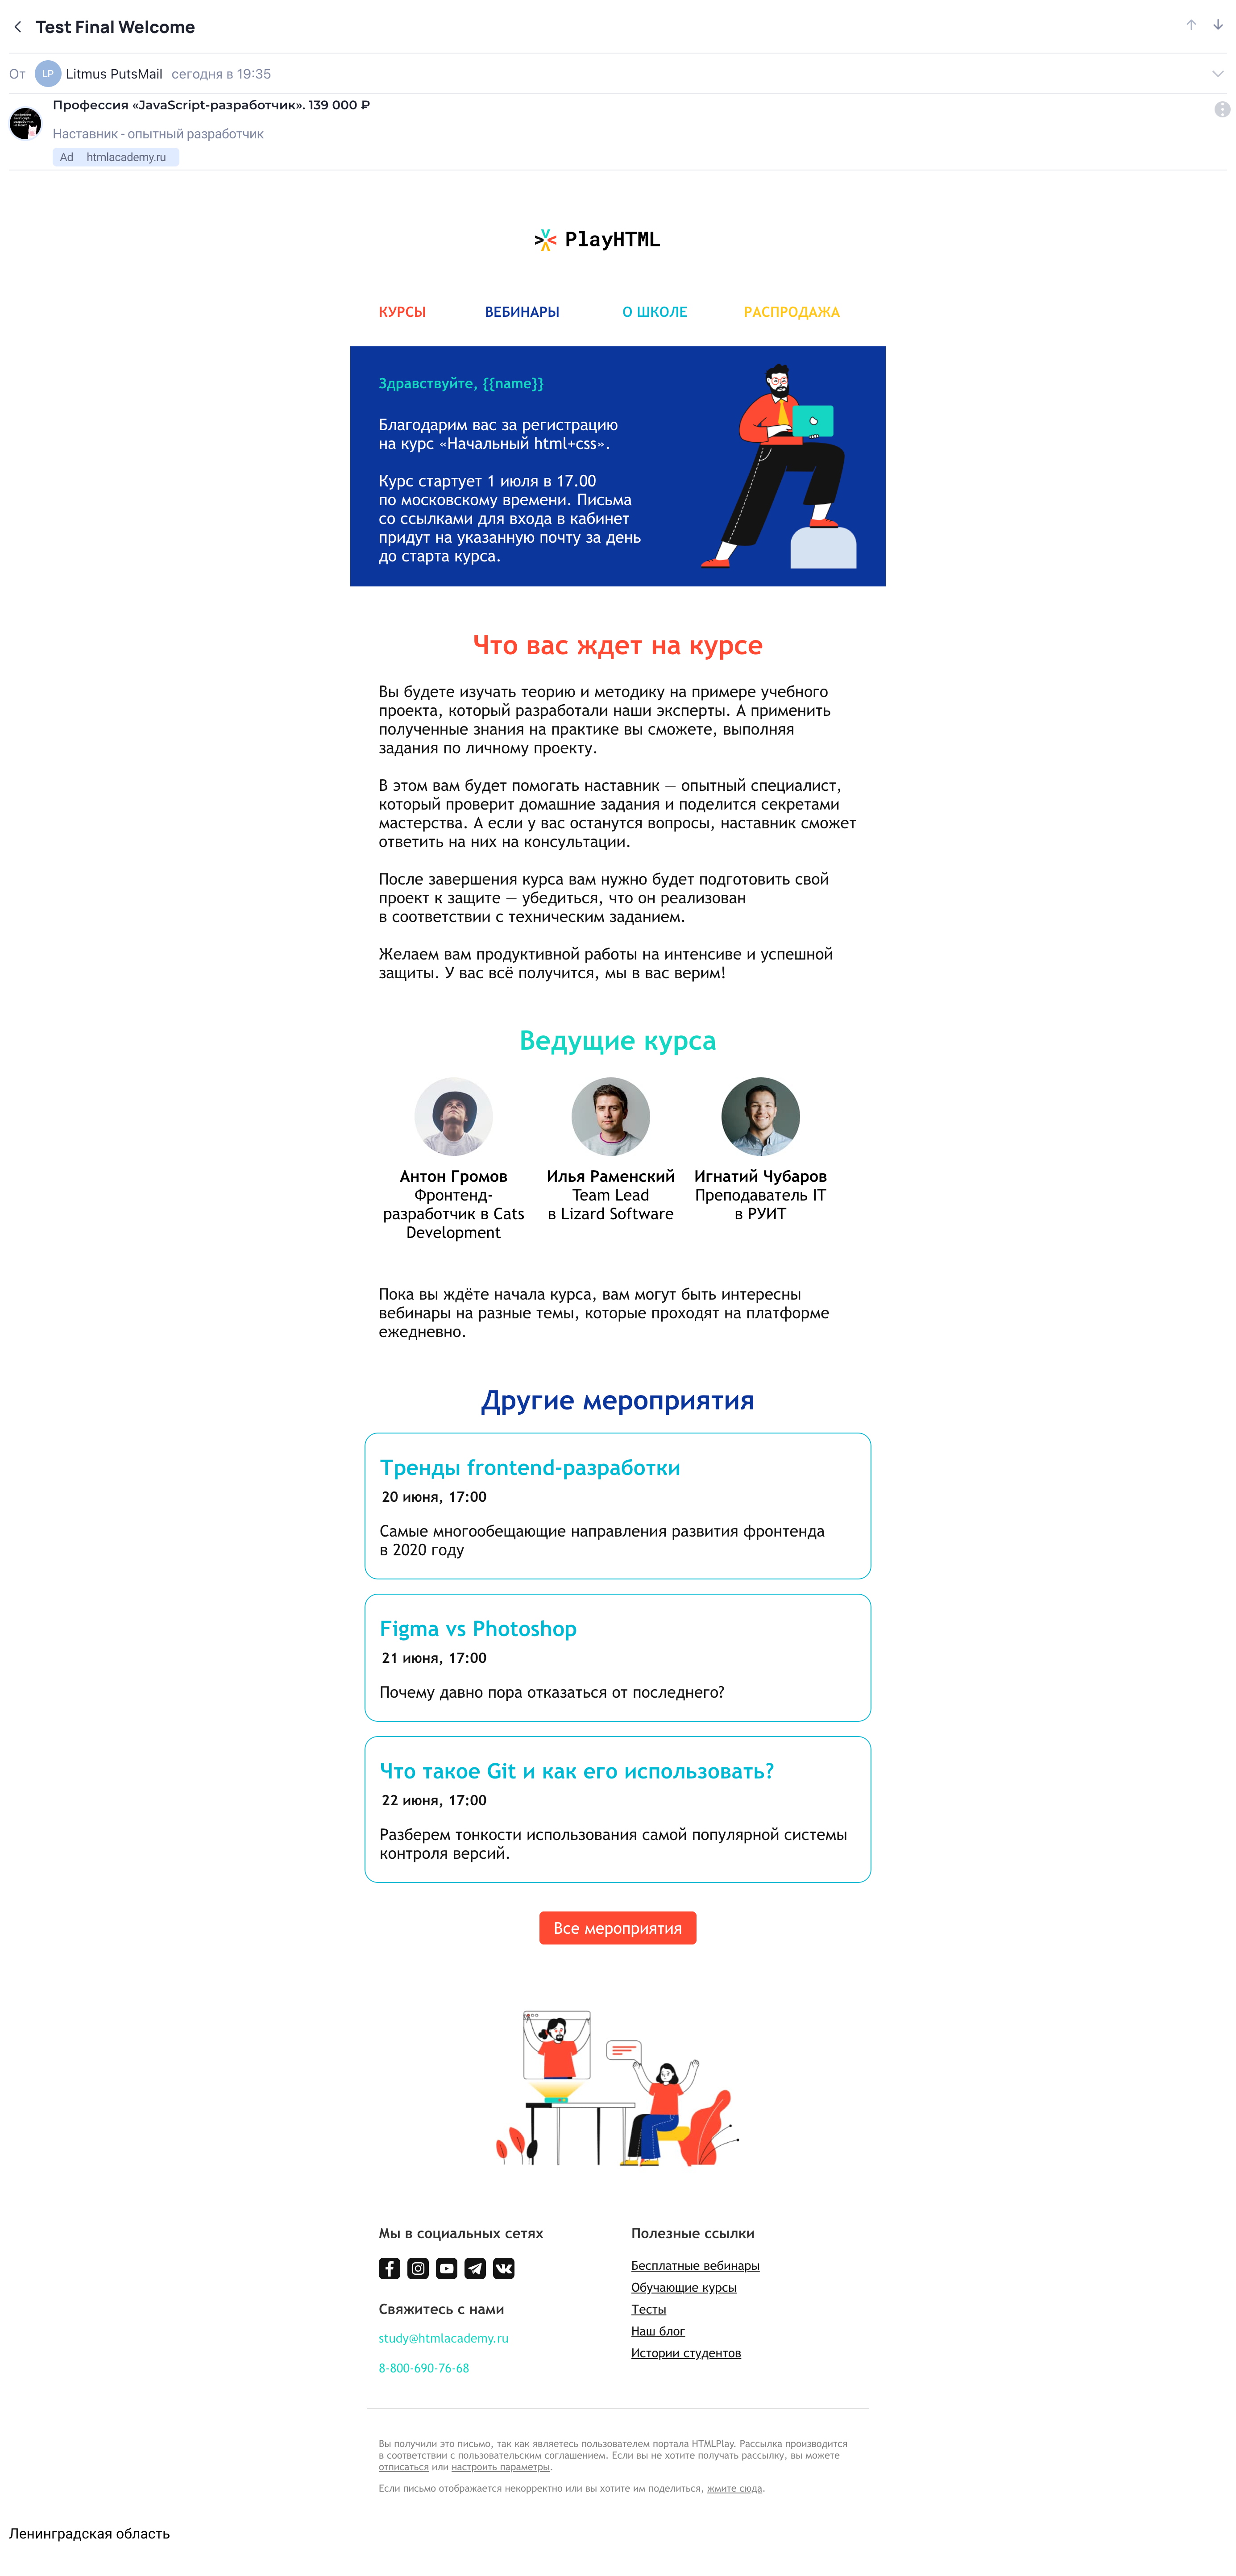 Test Final Welcome
От LP Litmus PutsMail сегодня в 19:35
Профессия «JavaScript-разработчик». 139 000 ₽
Наставник - опытный разработчик
Ad htmlacademy.ru
PlayHTML
КУРСЫ ВЕБИНАРЫ О ШКОЛЕ РАСПРОДАЖА
Здравствуйте, {{name}}
Благодарим вас за регистрацию
на курс «Начальный html+css».
Курс стартует 1 июля в 17.00
по московскому времени. Письма
со ссылками для входа в кабинет
придут на указанную почту за день
до старта курса.
Что вас ждет на курсе
Вы будете изучать теорию и методику на примере учебного
проекта, который разработали наши эксперты. А применить
полученные знания на практике вы сможете, выполняя
задания по личному проекту.
В этом вам будет помогать наставник — опытный специалист,
который проверит домашние задания и поделится секретами
мастерства. А если у вас останутся вопросы, наставник сможет
ответить на них на консультации.
После завершения курса вам нужно будет подготовить свой
проект к защите — убедиться, что он реализован
в соответствии с техническим заданием.
Желаем вам продуктивной работы на интенсиве и успешной
защиты. У вас всё получится, мы в вас верим!
Ведущие курса
Антон Громов
Фронтенд-
разработчик в Cats
Development
Илья Раменский
Team Lead
в Lizard Software
Игнатий Чубаров
Преподаватель IT
в РУИТ
Пока вы ждёте начала курса, вам могут быть интересны
вебинары на разные темы, которые проходят на платформе
ежедневно.
Другие мероприятия
Тренды frontend-разработки
20 июня, 17:00
Самые многообещающие направления развития фронтенда
в 2020 году
Figma vs Photoshop
21 июня, 17:00
Почему давно пора отказаться от последнего?
Что такое Git и как его использовать?
22 июня, 17:00
Разберем тонкости использования самой популярной системы
контроля версий.
Все мероприятия
Мы в социальных сетях
Свяжитесь с нами
study@htmlacademy.ru
8-800-690-76-68
Полезные ссылки
Бесплатные вебинары
Обучающие курсы
Тесты
Наш блог
Истории студентов
Вы получили это письмо, так как являетесь пользователем портала HTMLPlay. Рассылка производится
в соответствии с пользовательским соглашением. Если вы не хотите получать рассылку, вы можете
отписаться или настроить параметры.
Если письмо отображается некорректно или вы хотите им поделиться, жмите сюда.
Ленинградская область